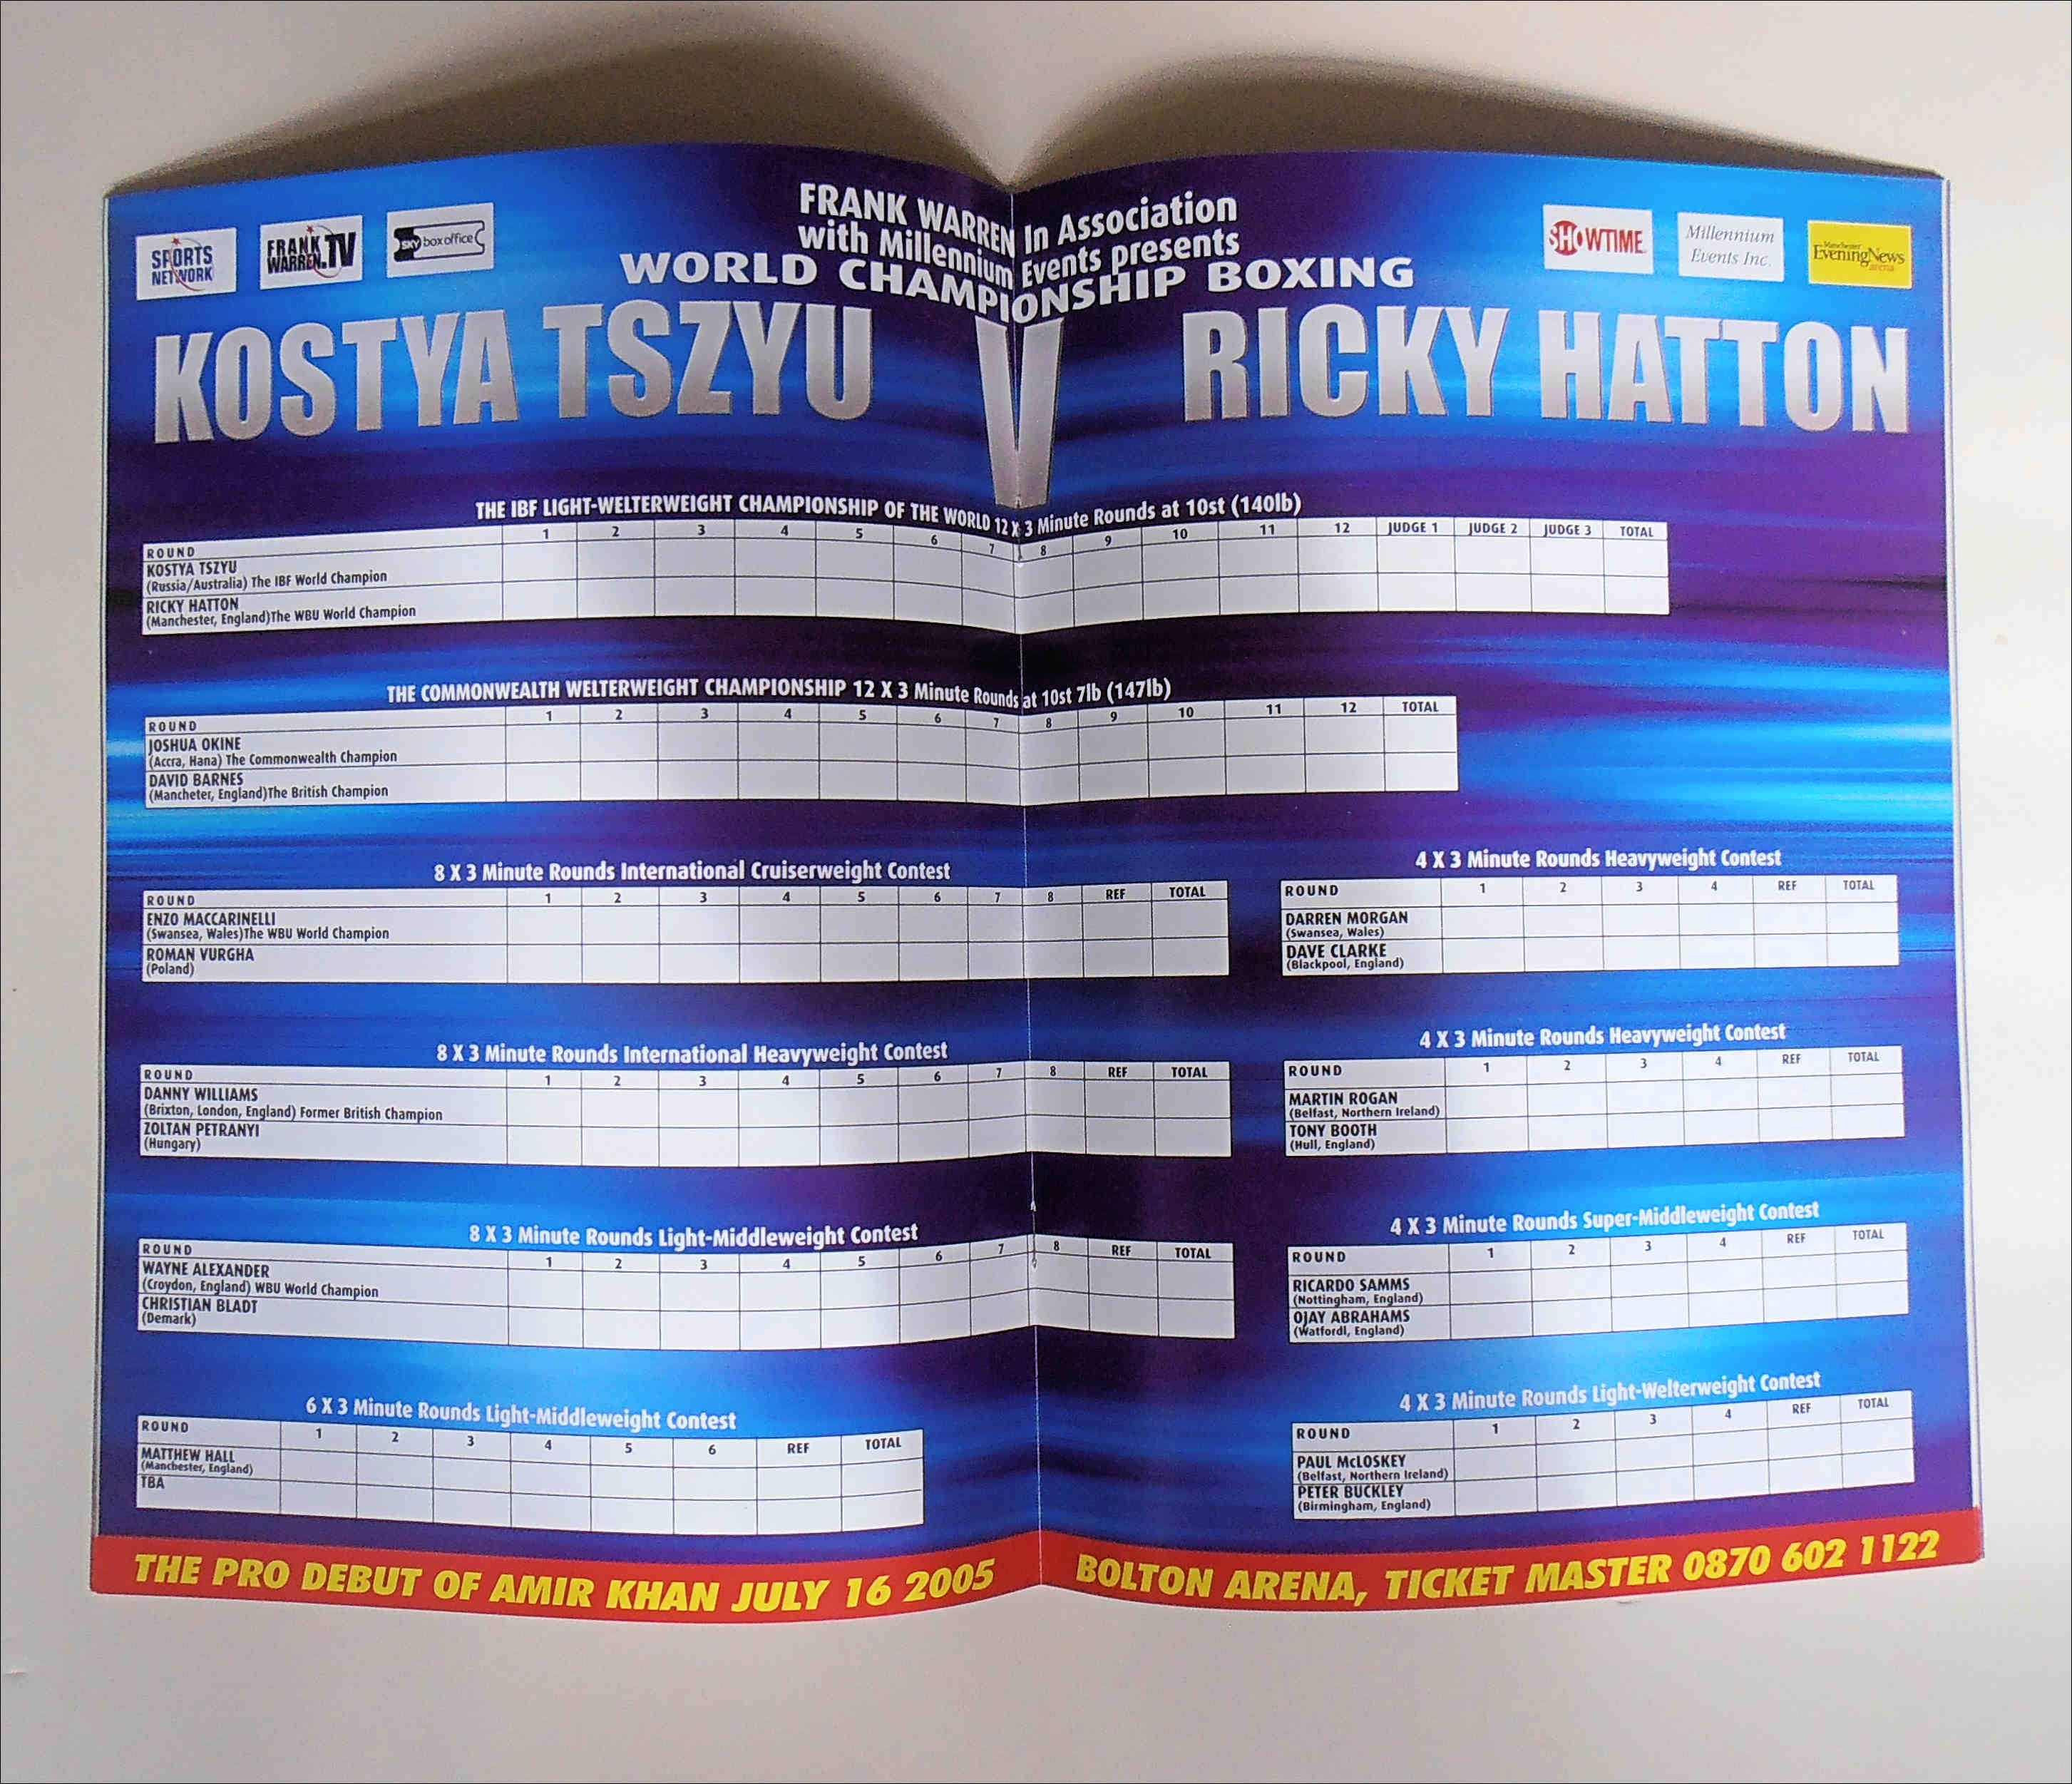 SPORTS
NETWORK
FRANK
WARREN.TV
SKY box office
FRANK WARREN In Association
with Millennium Events presents
WORLD CHAMPIONSHIP BOXING
SHOWTIME
Millennium
Events Inc.
Manchester
EveningNews
arena
KOSTYA TSZYU V RICKY HATTON
THE IBF LIGHT-WELTERWEIGHT CHAMPIONSHIP OF THE WORLD 12 X 3 Minute Rounds at 10st (140lb)
ROUND 1 2 3 4 5 6 7 8 9 10 11 12 JUDGE 1 JUDGE 2 JUDGE 3 TOTAL
KOSTYA TSZYU
(Russia/Australia) The IBF World Champion
RICKY HATTON
(Manchester, England)The WBU World Champion
THE COMMONWEALTH WELTERWEIGHT CHAMPIONSHIP 12 X 3 Minute Rounds at 10st 7lb (147lb)
ROUND 1 2 3 4 5 6 7 8 9 10 11 12 TOTAL
JOSHUA OKINE
(Accra, Hana) The Commonwealth Champion
DAVID BARNES
(Mancheter, England)The British Champion
8 X 3 Minute Rounds International Cruiserweight Contest
ROUND 1 2 3 4 5 6 7 8 REF TOTAL
ENZO MACCARINELLI
(Swansea, Wales)The WBU World Champion
ROMAN VURGHA
(Poland)
8 X 3 Minute Rounds International Heavyweight Contest
ROUND 1 2 3 4 5 6 7 8 REF TOTAL
DANNY WILLIAMS
(Brixton, London, England) Former British Champion
ZOLTAN PETRANYI
(Hungary)
8 X 3 Minute Rounds Light-Middleweight Contest
ROUND 1 2 3 4 5 6 7 8 REF TOTAL
WAYNE ALEXANDER
(Croydon, England) WBU World Champion
CHRISTIAN BLADT
(Demark)
6 X 3 Minute Rounds Light-Middleweight Contest
ROUND 1 2 3 4 5 6 REF TOTAL
MATTHEW HALL
(Manchester, England)
TBA
4 X 3 Minute Rounds Heavyweight Contest
ROUND 1 2 3 4 REF TOTAL
DARREN MORGAN
(Swansea, Wales)
DAVE CLARKE
(Blackpool, England)
4 X 3 Minute Rounds Heavyweight Contest
ROUND 1 2 3 4 REF TOTAL
MARTIN ROGAN
(Belfast, Northern Ireland)
TONY BOOTH
(Hull, England)
4 X 3 Minute Rounds Super-Middleweight Contest
ROUND 1 2 3 4 REF TOTAL
RICARDO SAMMS
(Nottingham, England)
OJAY ABRAHAMS
(Watfordl, England)
4 X 3 Minute Rounds Light-Welterweight Contest
ROUND 1 2 3 4 REF TOTAL
PAUL McLOSKEY
(Belfast, Northern Ireland)
PETER BUCKLEY
(Birmingham, England)
THE PRO DEBUT OF AMIR KHAN JULY 16 2005 BOLTON ARENA, TICKET MASTER 0870 602 1122